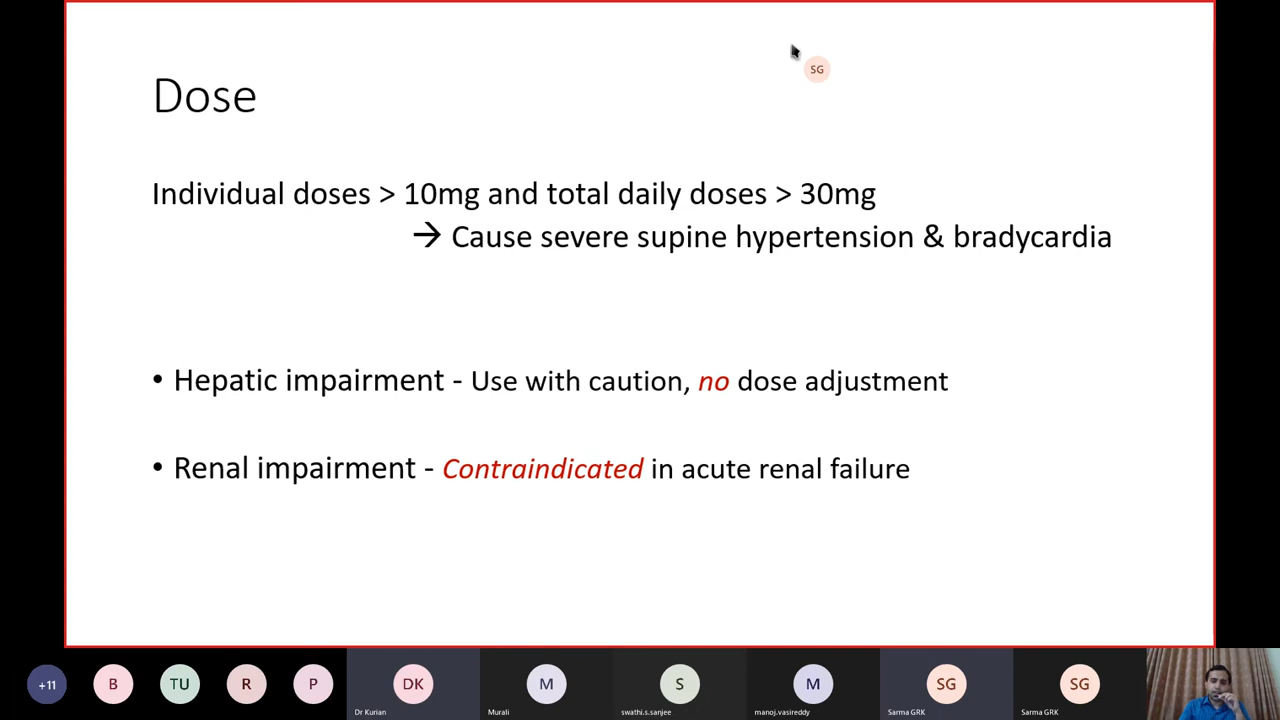 SG
Dose
Individual doses > 10mg and total daily doses > 30mg
→ Cause severe supine hypertension & bradycardia
• Hepatic impairment - Use with caution, no dose adjustment
• Renal impairment - Contraindicated in acute renal failure
+11 B TU R P DK M S M SG SG
Dr Kurian Murali swathi.s.sanjee manoj.vasireddy Sarma GRK Sarma GRK